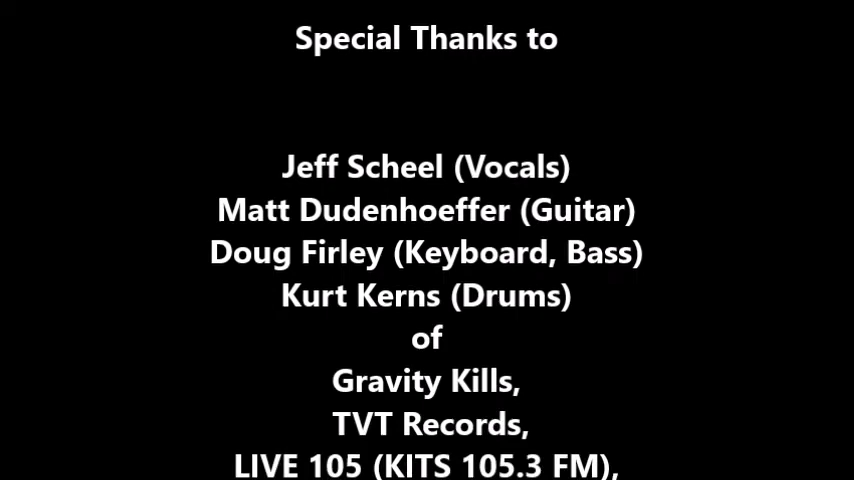 Special Thanks to
Jeff Scheel (Vocals)
Matt Dudenhoeffer (Guitar)
Doug Firley (Keyboard, Bass)
Kurt Kerns (Drums)
of
Gravity Kills,
TVT Records,
LIVE 105 (KITS 105.3 FM),